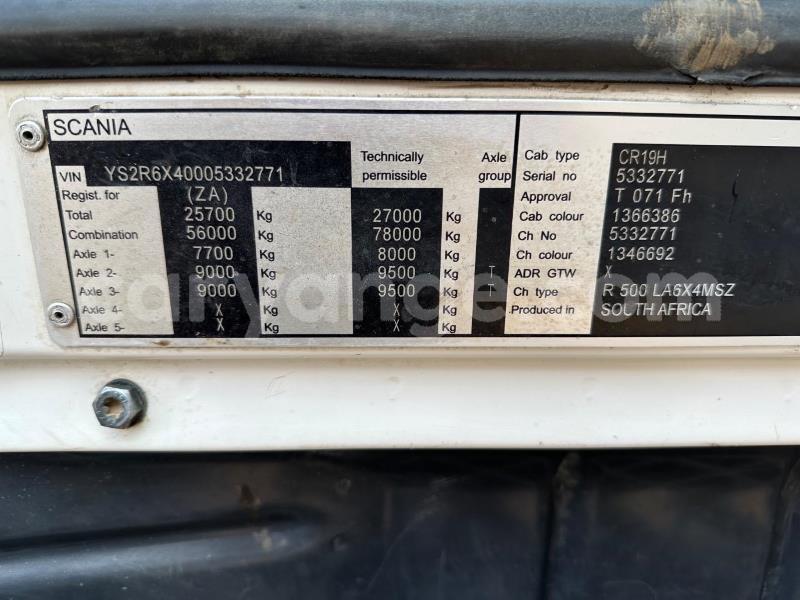 SCANIA
VIN YS2R6X40005332771 Technically permissible Axle group
Regist. for (ZA)
Total 25700 Kg 27000 Kg
Combination 56000 Kg 78000 Kg
Axle 1- 7700 Kg 8000 Kg
Axle 2- 9000 Kg 9500 Kg T
Axle 3- 9000 Kg 9500 Kg T
Axle 4- X Kg X Kg
Axle 5- X Kg X Kg
Cab type CR19H
Serial no 5332771
Approval T 071 Fh
Cab colour 1366386
Ch No 5332771
Ch colour 1346692
ADR GTW X
Ch type R 500 LA6X4MSZ
Produced in SOUTH AFRICA